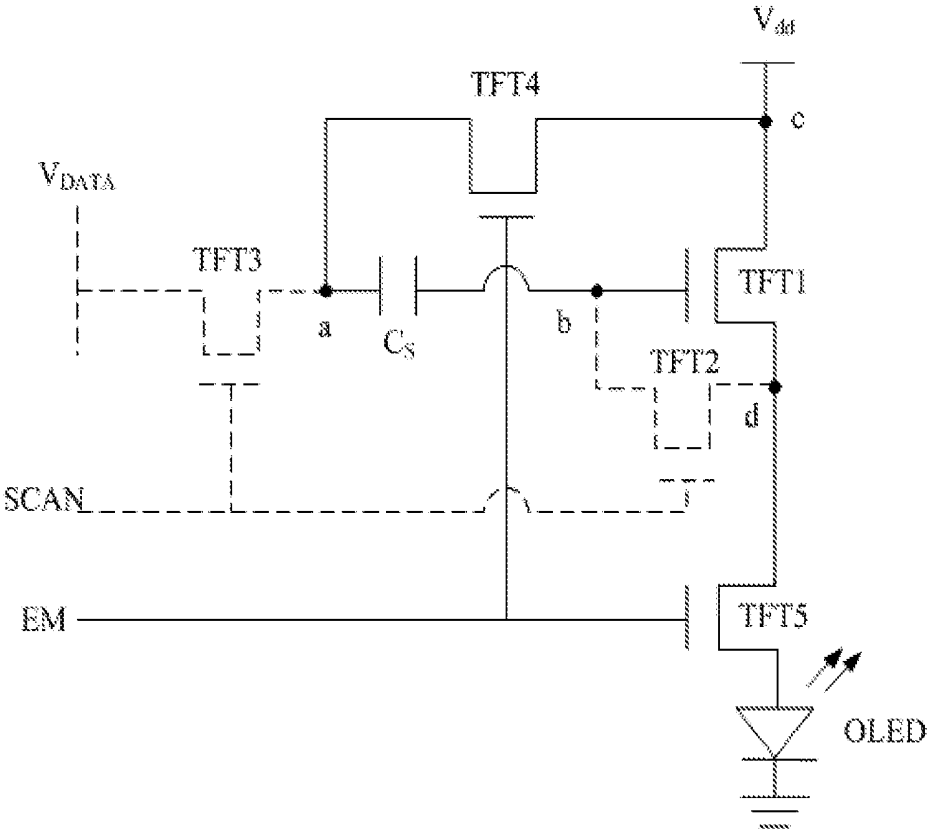 Vdd
TFT4
c
VDATA
TFT3
TFT1
a
b
CS
TFT2
d
SCAN
EM
TFT5
OLED